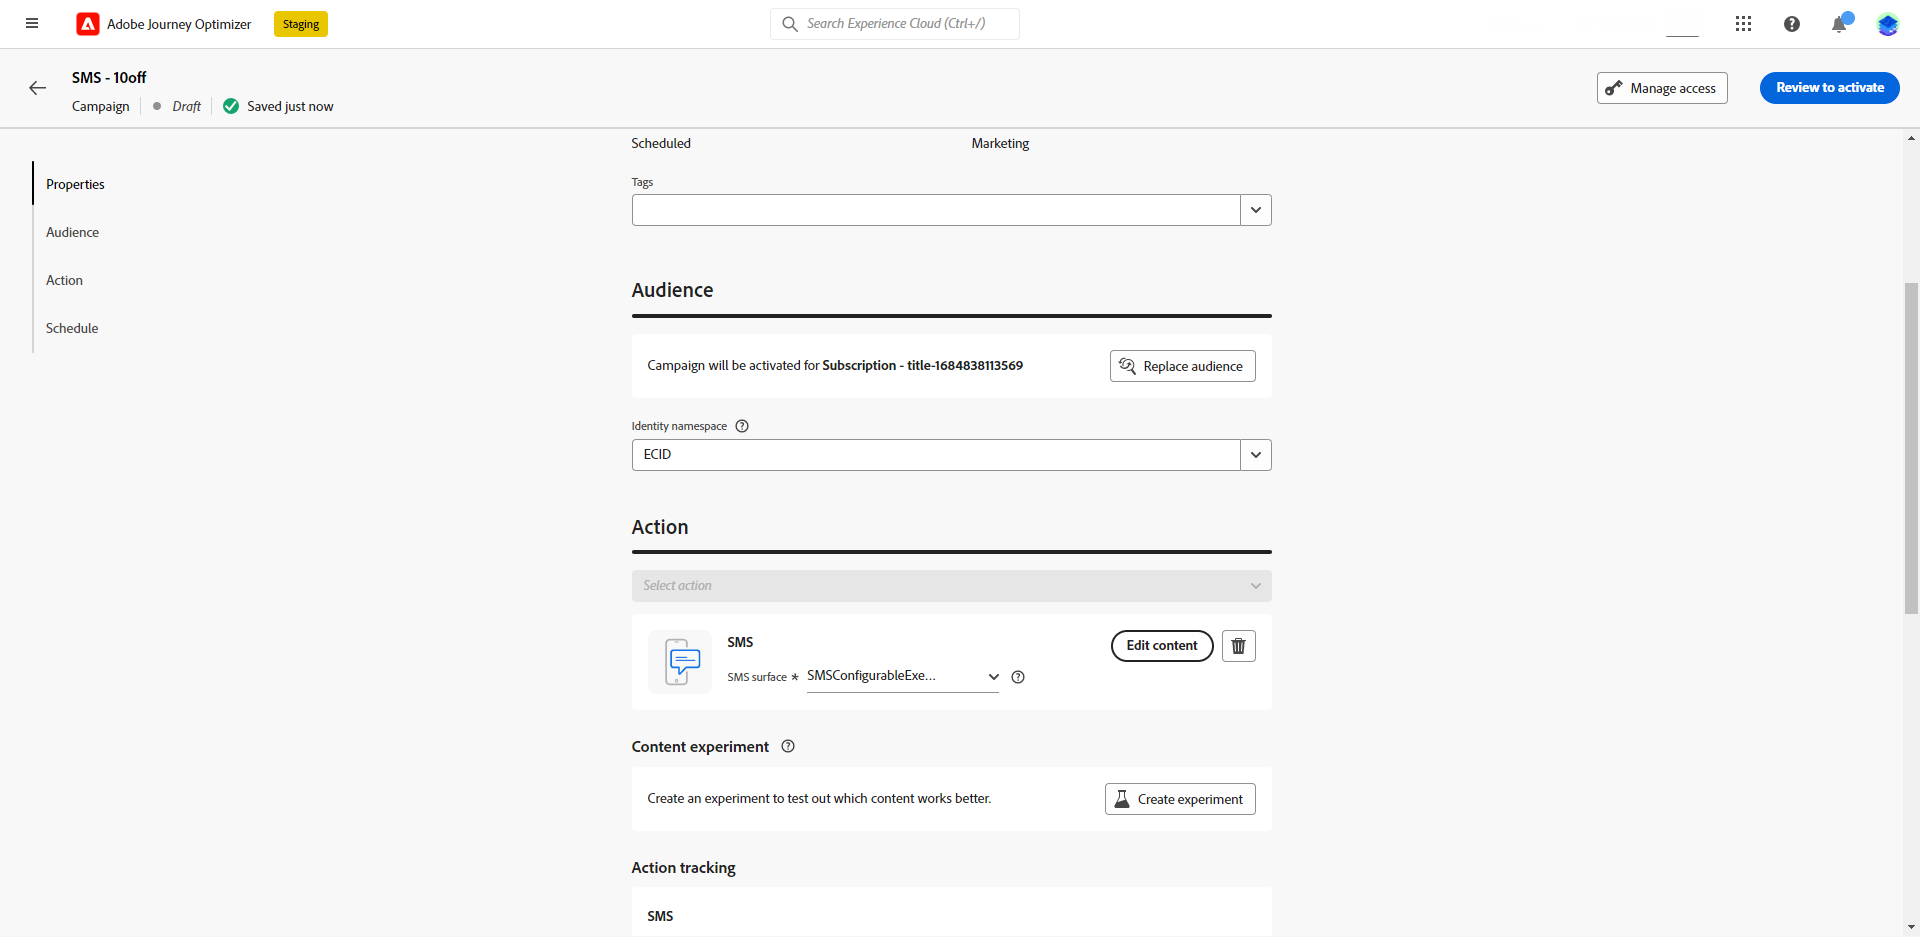 Adobe Journey Optimizer
Staging
Search Experience Cloud (Ctrl+/)
SMS - 10off
Campaign
Draft
Saved just now
Manage access
Review to activate
Properties
Audience
Action
Schedule
Scheduled
Marketing
Tags
Audience
Campaign will be activated for Subscription - title-1684838113569
Replace audience
Identity namespace
ECID
Action
Select action
SMS
Edit content
SMS surface * SMSConfigurableExe...
Content experiment
Create an experiment to test out which content works better.
Create experiment
Action tracking
SMS